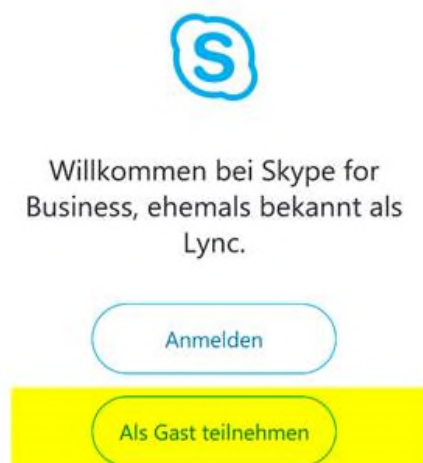 Willkommen bei Skype for
Business, ehemals bekannt als
Lync.
Anmelden
Als Gast teilnehmen